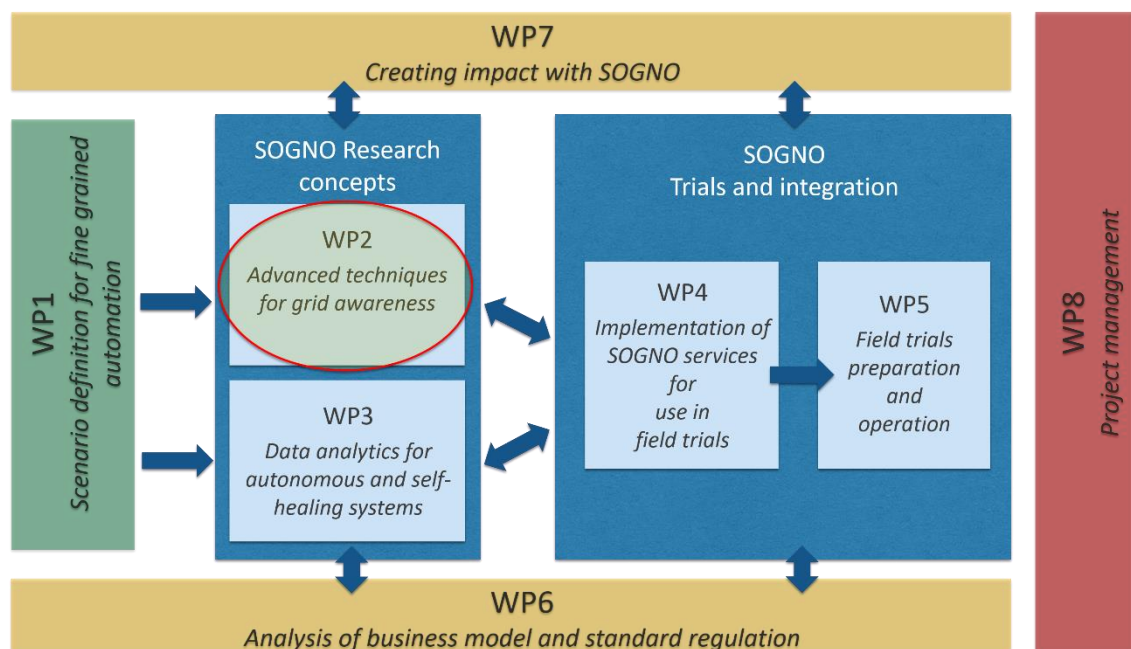 WP7
Creating impact with SOGNO
WP1
Scenario definition for fine grained
automation
SOGNO Research
concepts
WP2
Advanced techniques
for grid awareness
WP3
Data analytics for
autonomous and self-
healing systems
SOGNO
Trials and integration
WP4
Implementation of
SOGNO services
for
use in
field trials
WP5
Field trials
preparation
and
operation
WP8
Project management
WP6
Analysis of business model and standard regulation